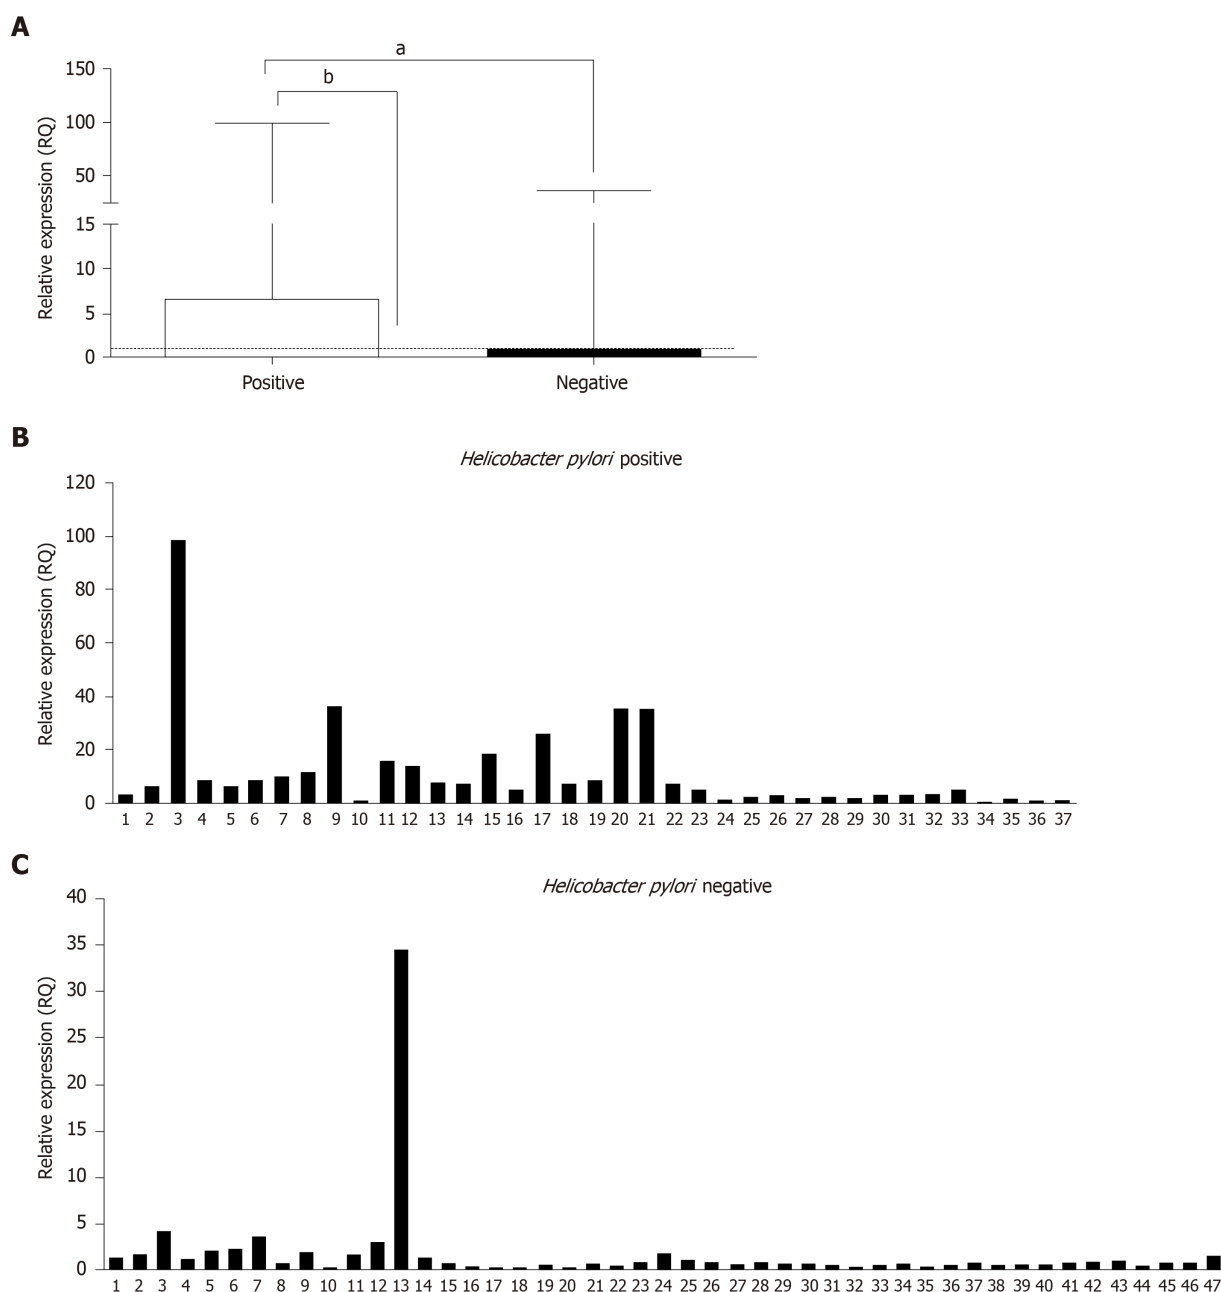 A
a
b
150
100
50
15
10
5
0
Relative expression (RQ)
Positive Negative
B
Helicobacter pylori positive
120
100
80
60
40
20
0
Relative expression (RQ)
1 2 3 4 5 6 7 8 9 10 11 12 13 14 15 16 17 18 19 20 21 22 23 24 25 26 27 28 29 30 31 32 33 34 35 36 37
C
Helicobacter pylori negative
40
35
30
25
20
15
10
5
0
Relative expression (RQ)
1 2 3 4 5 6 7 8 9 10 11 12 13 14 15 16 17 18 19 20 21 22 23 24 25 26 27 28 29 30 31 32 33 34 35 36 37 38 39 40 41 42 43 44 45 46 47